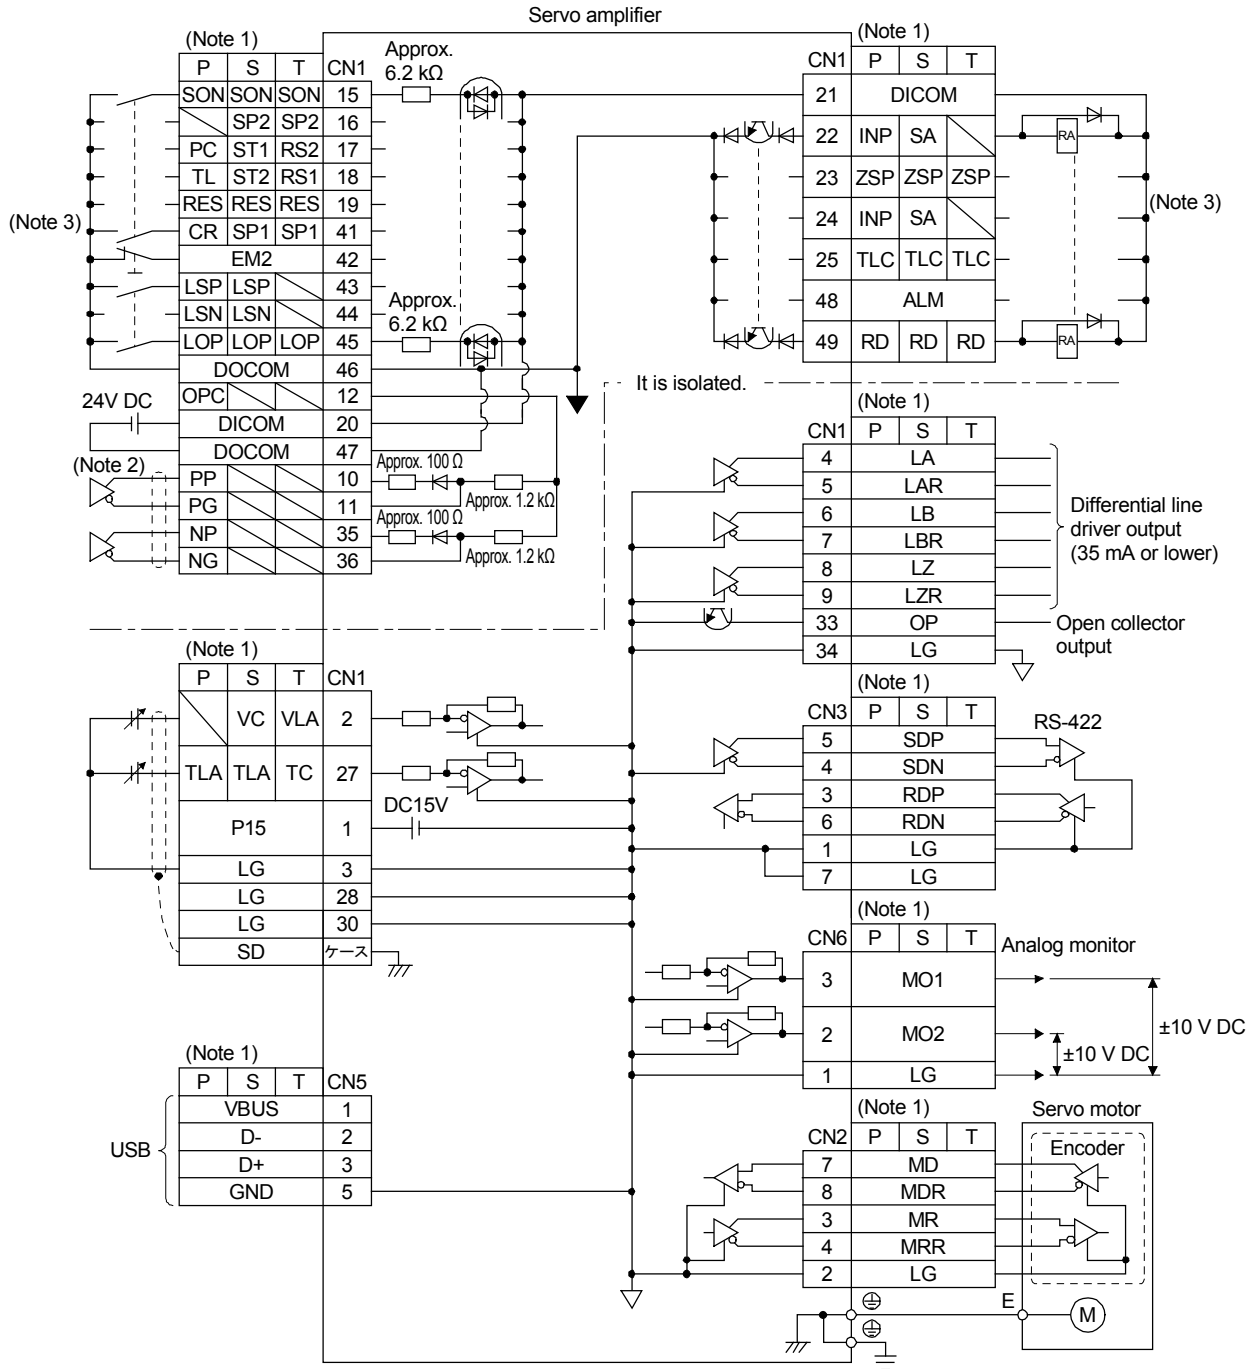 Servo amplifier
(Note 1)
P S T CN1
SON SON SON 15
SP2 SP2 16
PC ST1 RS2 17
TL ST2 RS1 18
RES RES RES 19
CR SP1 SP1 41
EM2 42
LSP LSP 43
LSN LSN 44
LOP LOP LOP 45
DOCOM 46
OPC 12
DICOM 20
DOCOM 47
PP 10
PG 11
NP 35
NG 36
(Note 3)
24V DC
(Note 2)
Approx.
6.2 kΩ
Approx.
6.2 kΩ
Approx. 100 Ω
Approx. 1.2 kΩ
Approx. 100 Ω
Approx. 1.2 kΩ
(Note 1)
CN1 P S T
21 DICOM
22 INP SA
23 ZSP ZSP ZSP
24 INP SA
25 TLC TLC TLC
48 ALM
49 RD RD RD
RA
RA
(Note 3)
It is isolated.
(Note 1)
CN1 P S T
4 LA
5 LAR
6 LB
7 LBR
8 LZ
9 LZR
33 OP
34 LG
Differential line
driver output
(35 mA or lower)
Open collector
output
(Note 1)
P S T CN1
VC VLA 2
TLA TLA TC 27
P15 1
LG 3
LG 28
LG 30
SD ケース
DC15V
(Note 1)
CN3 P S T
5 SDP
4 SDN
3 RDP
6 RDN
1 LG
7 LG
RS-422
(Note 1)
CN6 P S T
3 MO1
2 MO2
1 LG
Analog monitor
±10 V DC
±10 V DC
(Note 1)
P S T CN5
VBUS 1
D- 2
D+ 3
GND 5
USB
(Note 1)
CN2 P S T
7 MD
8 MDR
3 MR
4 MRR
2 LG
Servo motor
Encoder
E
M